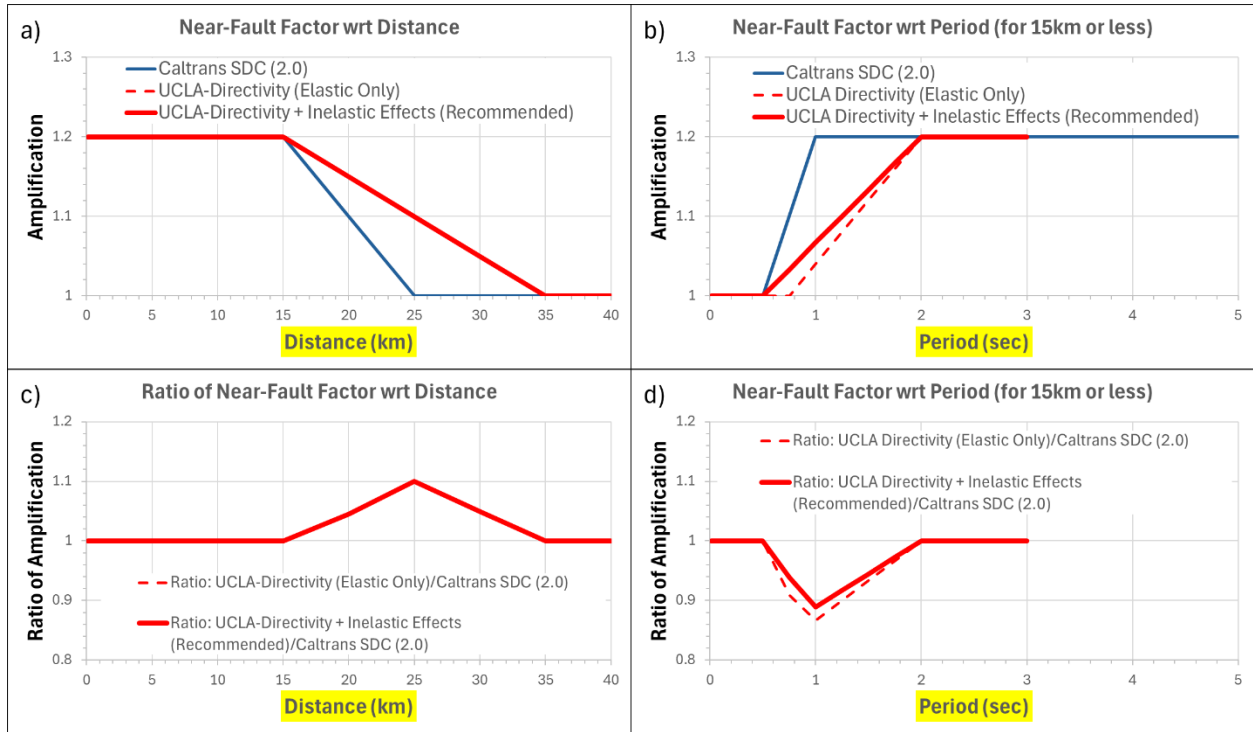 a)
Near-Fault Factor wrt Distance
1.3
Caltrans SDC (2.0)
UCLA-Directivity (Elastic Only)
UCLA-Directivity + Inelastic Effects (Recommended)
1.2
1.1
1
Amplification
0 5 10 15 20 25 30 35 40
Distance (km)
b)
Near-Fault Factor wrt Period (for 15km or less)
1.3
Caltrans SDC (2.0)
UCLA Directivity (Elastic Only)
UCLA Directivity + Inelastic Effects (Recommended)
1.2
1.1
1
Amplification
0 1 2 3 4 5
Period (sec)
c)
Ratio of Near-Fault Factor wrt Distance
1.2
1.1
1
0.9
0.8
Ratio of Amplification
Ratio: UCLA-Directivity (Elastic Only)/Caltrans SDC (2.0)
Ratio: UCLA-Directivity + Inelastic Effects
(Recommended)/Caltrans SDC (2.0)
0 5 10 15 20 25 30 35 40
Distance (km)
d)
Near-Fault Factor wrt Period (for 15km or less)
1.2
Ratio: UCLA Directivity (Elastic Only)/Caltrans SDC (2.0)
1.1
Ratio: UCLA Directivity + Inelastic Effects
(Recommended)/Caltrans SDC (2.0)
1
0.9
0.8
Ratio of Amplification
0 1 2 3 4 5
Period (sec)